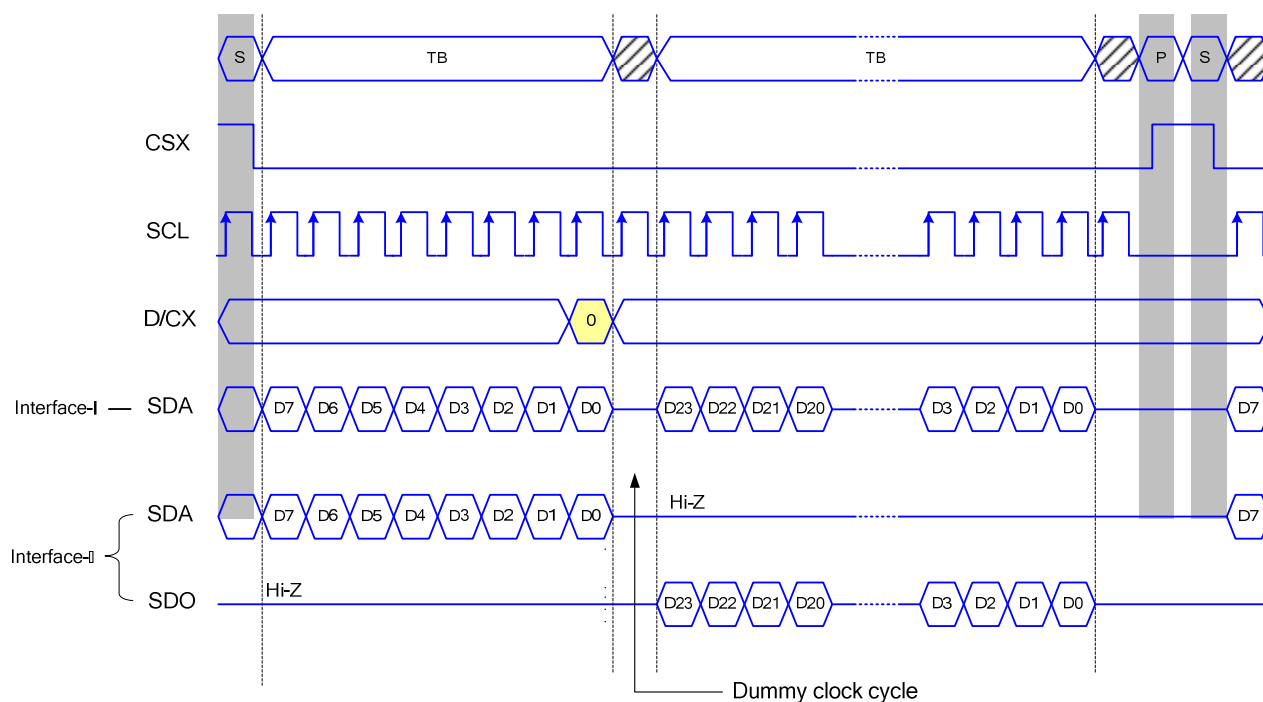 S TB TB P S
CSX
SCL
D/CX 0
Interface-I SDA D7 D6 D5 D4 D3 D2 D1 D0 D23 D22 D21 D20 D3 D2 D1 D0 D7
SDA D7 D6 D5 D4 D3 D2 D1 D0 Hi-Z D7
Interface-▯
SDO Hi-Z D23 D22 D21 D20 D3 D2 D1 D0
Dummy clock cycle